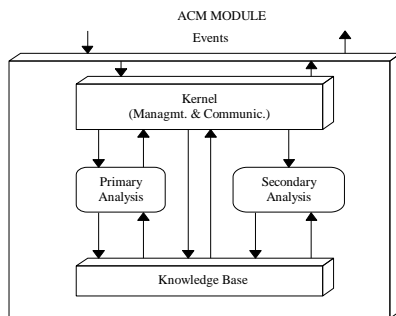 ACM MODULE
Events
Kernel
(Managmt. & Communic.)
Primary
Analysis
Secondary
Analysis
Knowledge Base